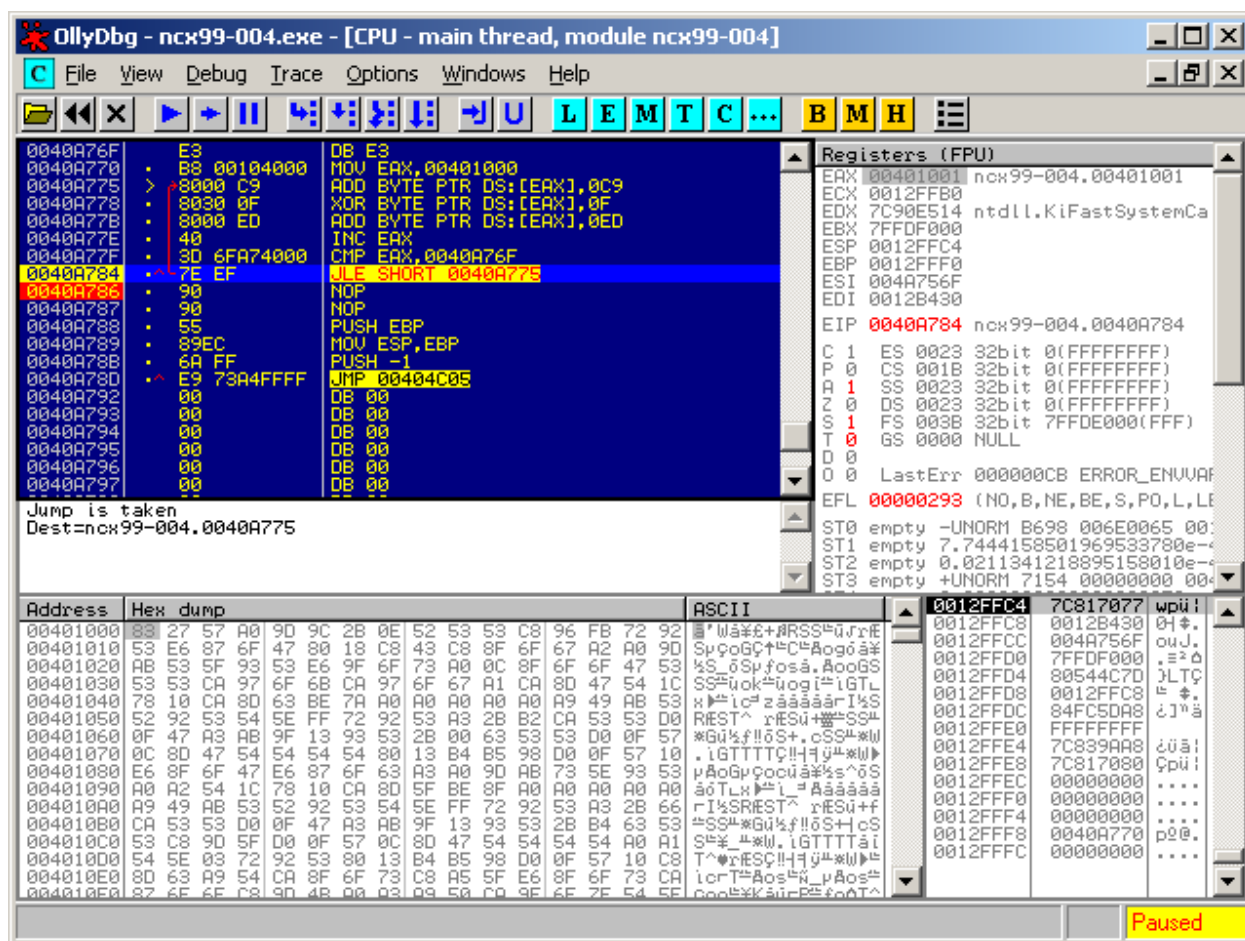 OllyDbg - ncx99-004.exe - [CPU - main thread, module ncx99-004]
C File View Debug Trace Options Windows Help
L E M T C ... B M H
0040A76F E3 DB E3
0040A770 B8 00104000 MOV EAX,00401000
0040A775 8000 C9 ADD BYTE PTR DS:[EAX],0C9
0040A778 8030 0F XOR BYTE PTR DS:[EAX],0F
0040A77B 8000 ED ADD BYTE PTR DS:[EAX],0ED
0040A77E 40 INC EAX
0040A77F 3D 6FA74000 CMP EAX,0040A76F
0040A784 7E EF JLE SHORT 0040A775
0040A786 90 NOP
0040A787 90 NOP
0040A788 55 PUSH EBP
0040A789 89EC MOV ESP,EBP
0040A78B 6A FF PUSH -1
0040A78D E9 73A4FFFF JMP 00404C05
0040A792 00 DB 00
0040A793 00 DB 00
0040A794 00 DB 00
0040A795 00 DB 00
0040A796 00 DB 00
0040A797 00 DB 00
Jump is taken
Dest=ncx99-004.0040A775
Registers (FPU)
EAX 00401001 ncx99-004.00401001
ECX 0012FFB0
EDX 7C90E514 ntdll.KiFastSystemCa
EBX 7FFDF000
ESP 0012FFC4
EBP 0012FFF0
ESI 004A756F
EDI 0012B430
EIP 0040A784 ncx99-004.0040A784
C 1 ES 0023 32bit 0(FFFFFFFF)
P 0 CS 001B 32bit 0(FFFFFFFF)
A 1 SS 0023 32bit 0(FFFFFFFF)
Z 0 DS 0023 32bit 0(FFFFFFFF)
S 1 FS 003B 32bit 7FFDE000(FFF)
T 0 GS 0000 NULL
D 0
O 0 LastErr 000000CB ERROR_ENVVAR
EFL 00000293 (NO,B,NE,BE,S,PO,L,LE
ST0 empty -UNORM B698 006E0065 00
ST1 empty 7.7444158501969533780e-
ST2 empty 0.0211341218895158010e-
ST3 empty +UNORM 7154 00000000 00
Address Hex dump ASCII
00401000 83 27 57 A0 9D 9C 2B 0E 52 53 53 C8 96 FB 72 92
00401010 53 E6 87 6F 47 80 18 C8 43 C8 8F 6F 67 A2 A0 9D
00401020 AB 53 5F 93 53 E6 9F 6F 73 A0 0C 8F 6F 6F 47 53
00401030 53 53 CA 97 6F 6B CA 97 6F 67 A1 CA 8D 47 54 1C
00401040 78 10 CA 8D 63 BE 7A A0 A0 A0 A0 A0 A9 49 AB 53
00401050 52 92 53 54 5E FF 72 92 53 A3 2B B2 CA 53 53 D0
00401060 0F 47 AB 9F 13 93 53 2B 00 63 53 53 D0 0F 57
00401070 0C 8D 47 54 54 54 54 80 13 B4 B5 98 D0 0F 57 10
00401080 E6 8F 6F 47 E6 87 6F 63 A3 A0 9D AB 73 5E 93 53
00401090 A0 A2 54 1C 78 10 CA 8D 5F BE 8F A0 A0 A0 A0 A0
004010A0 A9 49 AB 53 52 92 53 54 5E FF 72 92 53 A3 2B 66
004010B0 CA 53 53 D0 0F 47 A3 AB 9F 13 93 53 2B B4 63 53
004010C0 53 C8 9D 5F D0 0F 57 0C 8D 47 54 54 54 54 A0 A1
004010D0 54 5E 03 72 92 53 80 13 B4 B5 98 D0 0F 57 10 C8
004010E0 8D 63 A9 54 CA 8F 6F 73 C8 A5 5F E6 8F 6F 73 CA
0012FFC4 7C817077
0012FFC8 0012B430
0012FFCC 004A756F ouJ.
0012FFD0 7FFDF000
0012FFD4 80544C7D }LTÇ
0012FFD8 0012FFC8
0012FFDC 84FC5DA8
0012FFE0 FFFFFFFF
0012FFE4 7C839AA8
0012FFE8 7C817080
0012FFEC 00000000 ....
0012FFF0 00000000 ....
0012FFF4 00000000 ....
0012FFF8 0040A770 pº@.
0012FFFC 00000000 ....
Paused